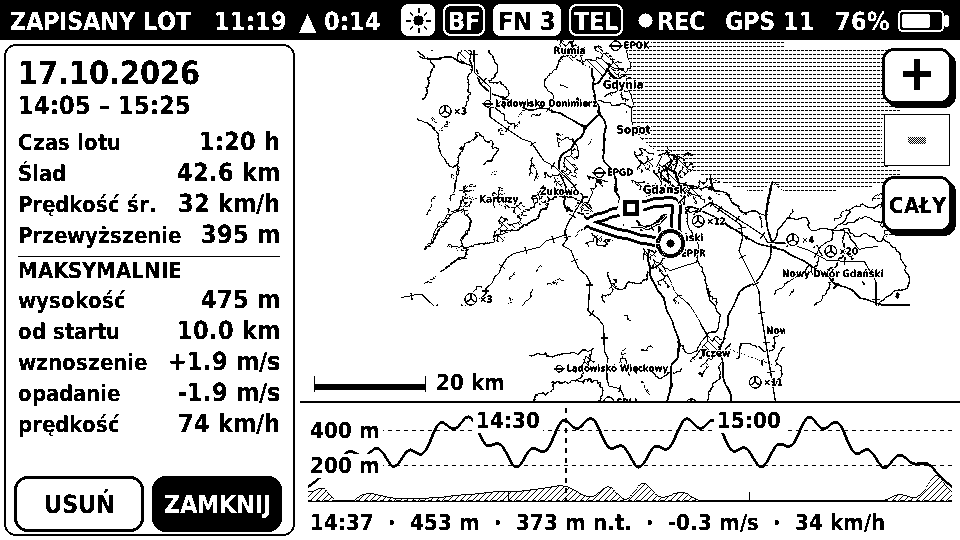 ZAPISANY LOT 11:19 ▲ 0:14 BF FN 3 TEL ●REC GPS 11 76%
17.10.2026
14:05 – 15:25
Czas lotu 1:20 h
Ślad 42.6 km
Prędkość śr. 32 km/h
Przewyższenie 395 m
MAKSYMALNIE
wysokość 475 m
od startu 10.0 km
wznoszenie +1.9 m/s
opadanie -1.9 m/s
prędkość 74 km/h
USUŃ ZAMKNIJ
Rumia
EPOK
Gdynia
×3
Lądowisko Donimierz
Sopot
EPGD
Żukowo
Gdańsk
Kartuzy
×12
×4
×20
Nowy Dwór Gdański
×3
Now
Tczew
Lądowisko Więckowy
×11
20 km
+
-
CAŁY
400 m
200 m
14:30
15:00
14:37 · 453 m · 373 m n.t. · -0.3 m/s · 34 km/h